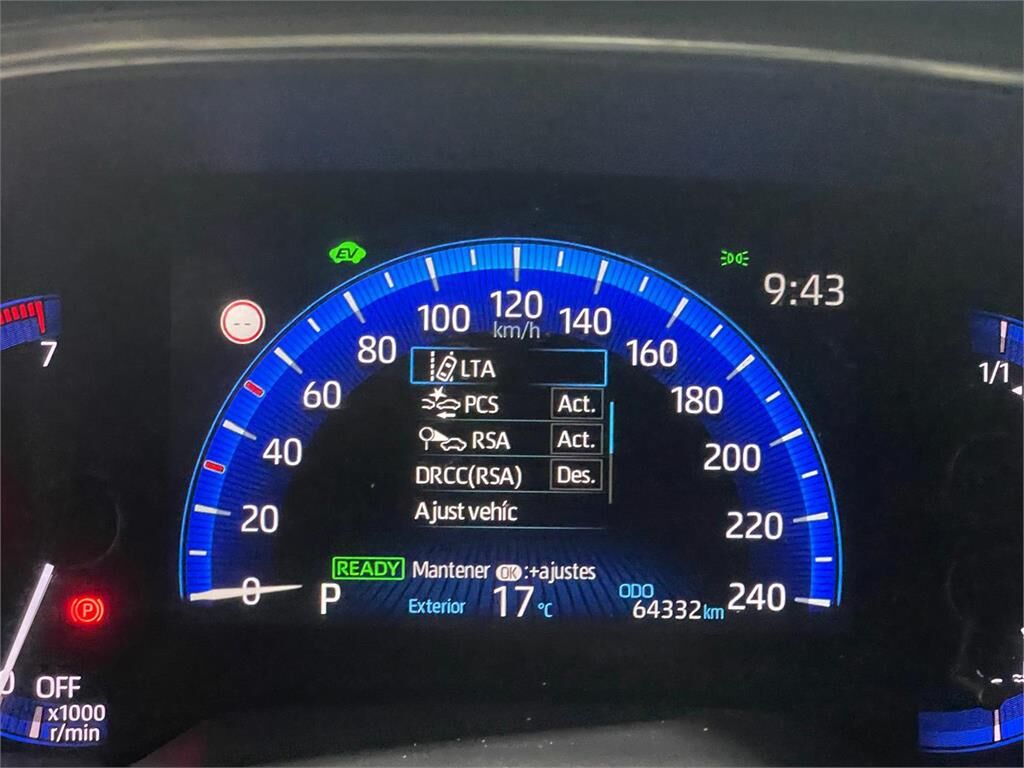 EV
9:43
--
7
0
20
40
60
80
100
120
140
160
180
200
220
240
km/h
1/1
LTA
PCS Act.
RSA Act.
DRCC(RSA) Des.
Ajust vehíc
READY Mantener OK:+ajustes
P
Exterior 17 °C
ODO
64332 km
P
0 OFF
x1000
r/min